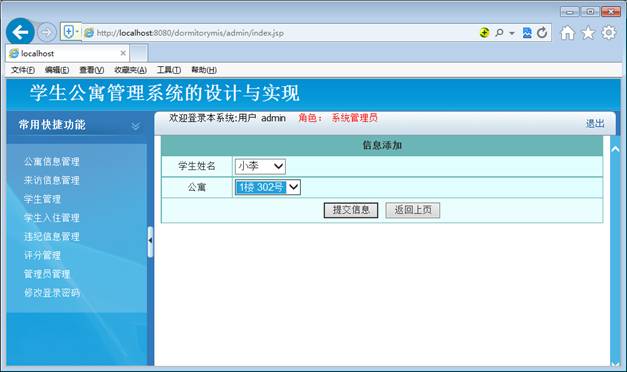 http://localhost:8080/dormitorymis/admin/index.jsp
localhost
文件(F) 编辑(E) 查看(V) 收藏夹(A) 工具(T) 帮助(H)
学生公寓管理系统的设计与实现
常用快捷功能
欢迎登录本系统:用户 admin 角色： 系统管理员
退出
公寓信息管理
来访信息管理
学生管理
学生入住管理
违纪信息管理
评分管理
管理员管理
修改登录密码
信息添加
学生姓名 小李
公寓 1楼 302号
提交信息 返回上页